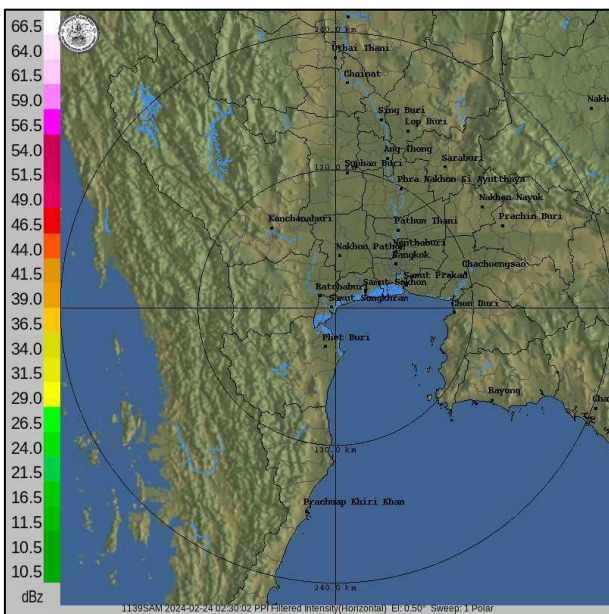 66.5
64.0
61.5
59.0
56.5
54.0
51.5
49.0
46.5
44.0
41.5
39.0
36.5
34.0
31.5
29.0
26.5
24.0
21.5
16.5
11.5
10.5
10.5
dBz
240.0 km
Uthai Thani
Chainat
Sing Buri
Lop Buri
Ang Thong
Suphan Buri
Saraburi
120.0 km
Phra Nakhon Si Ayutthaya
Nakhon Nayok
Prachin Buri
Kanchanaburi
Pathum Thani
Nonthaburi
Nakhon Pathom
Bangkok
Chachoengsao
Samut Prakan
Samut Sakhon
Ratchaburi
Samut Songkhram
Chon Buri
Phet Buri
Rayong
Cha
Nakh
120.0 km
Prachuap Khiri Khan
240.0 km
1139SAM 2024-02-24 02:30:02 PPI Filtered Intensity(Horizontal) El: 0.50° Sweep: 1 Polar